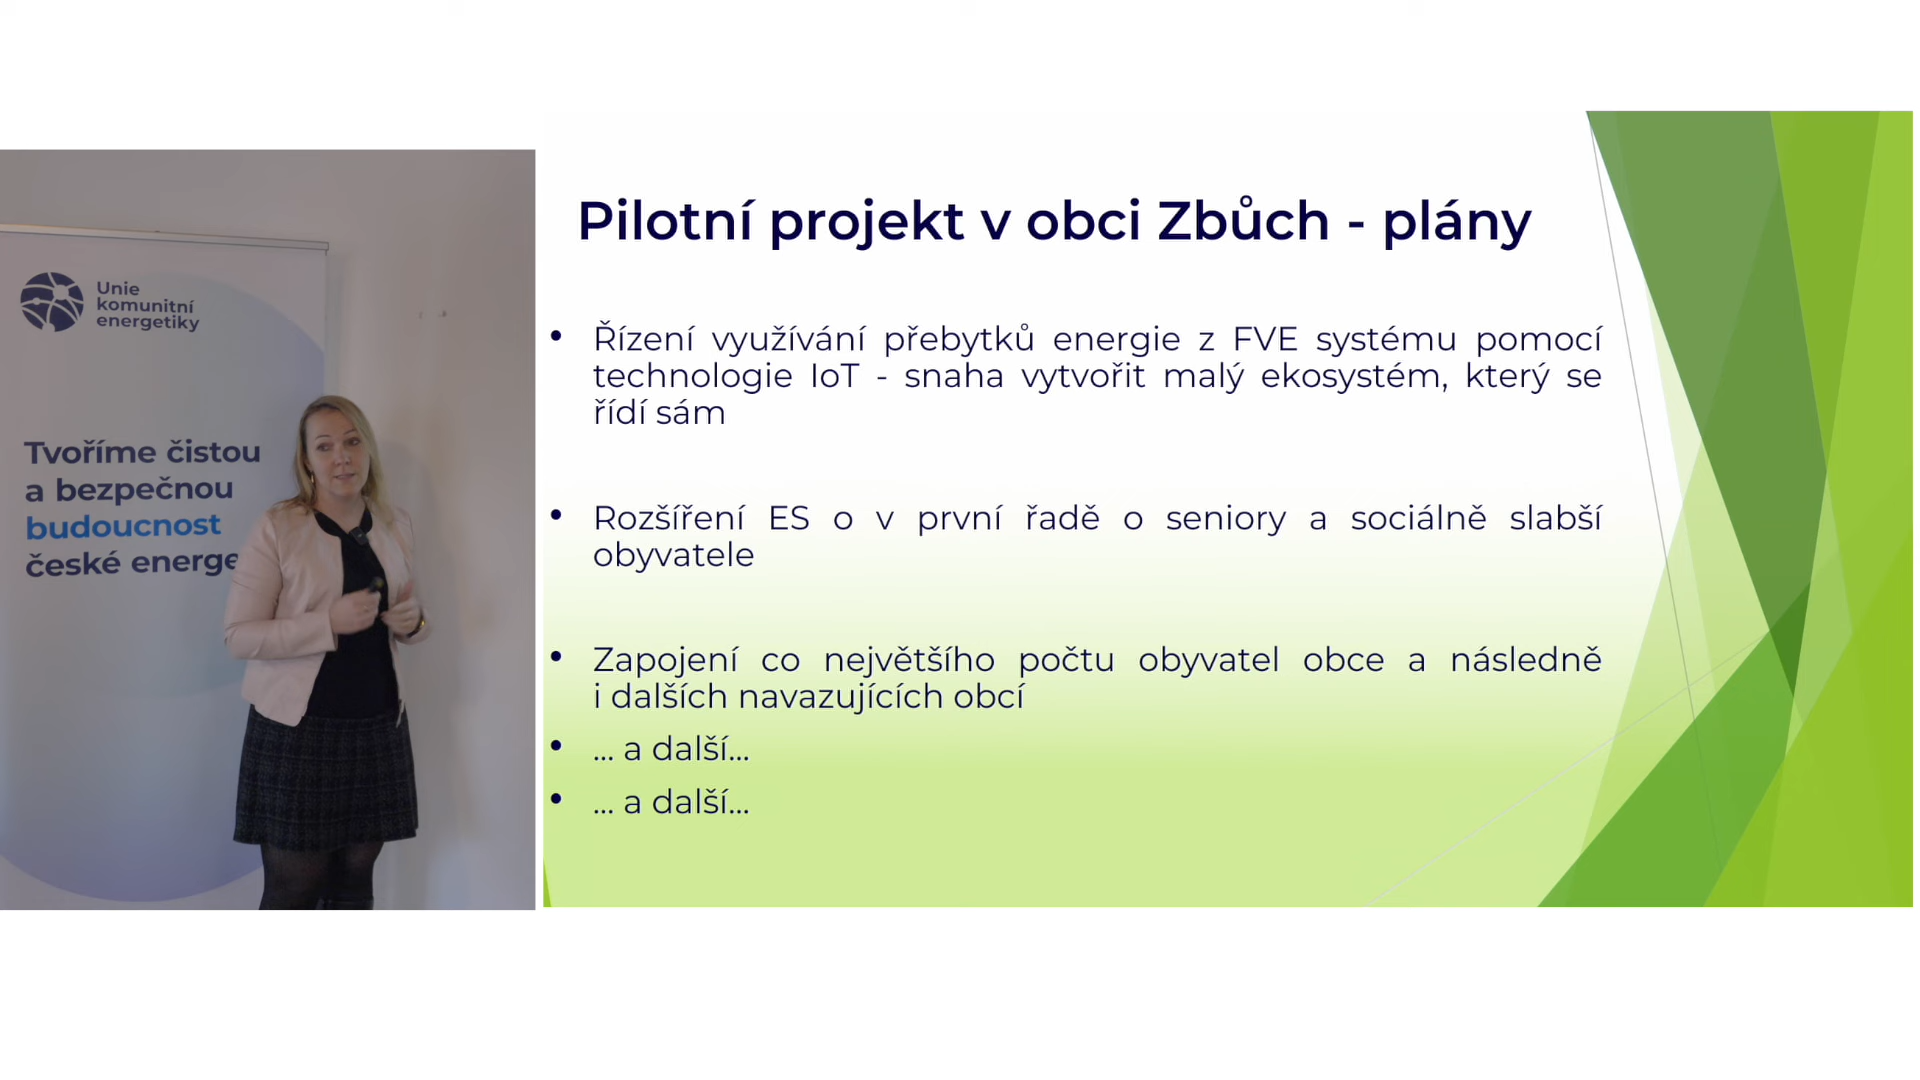 Unie
komunitní
energetiky
Tvoříme čistou
a bezpečnou
budoucnost
české energe
Pilotní projekt v obci Zbůch - plány
• Řízení využívání přebytků energie z FVE systému pomocí
technologie IoT - snaha vytvořit malý ekosystém, který se
řídí sám
• Rozšíření ES o v první řadě o seniory a sociálně slabší
obyvatele
• Zapojení co největšího počtu obyvatel obce a následně
i dalších navazujících obcí
• ... a další...
• ... a další...